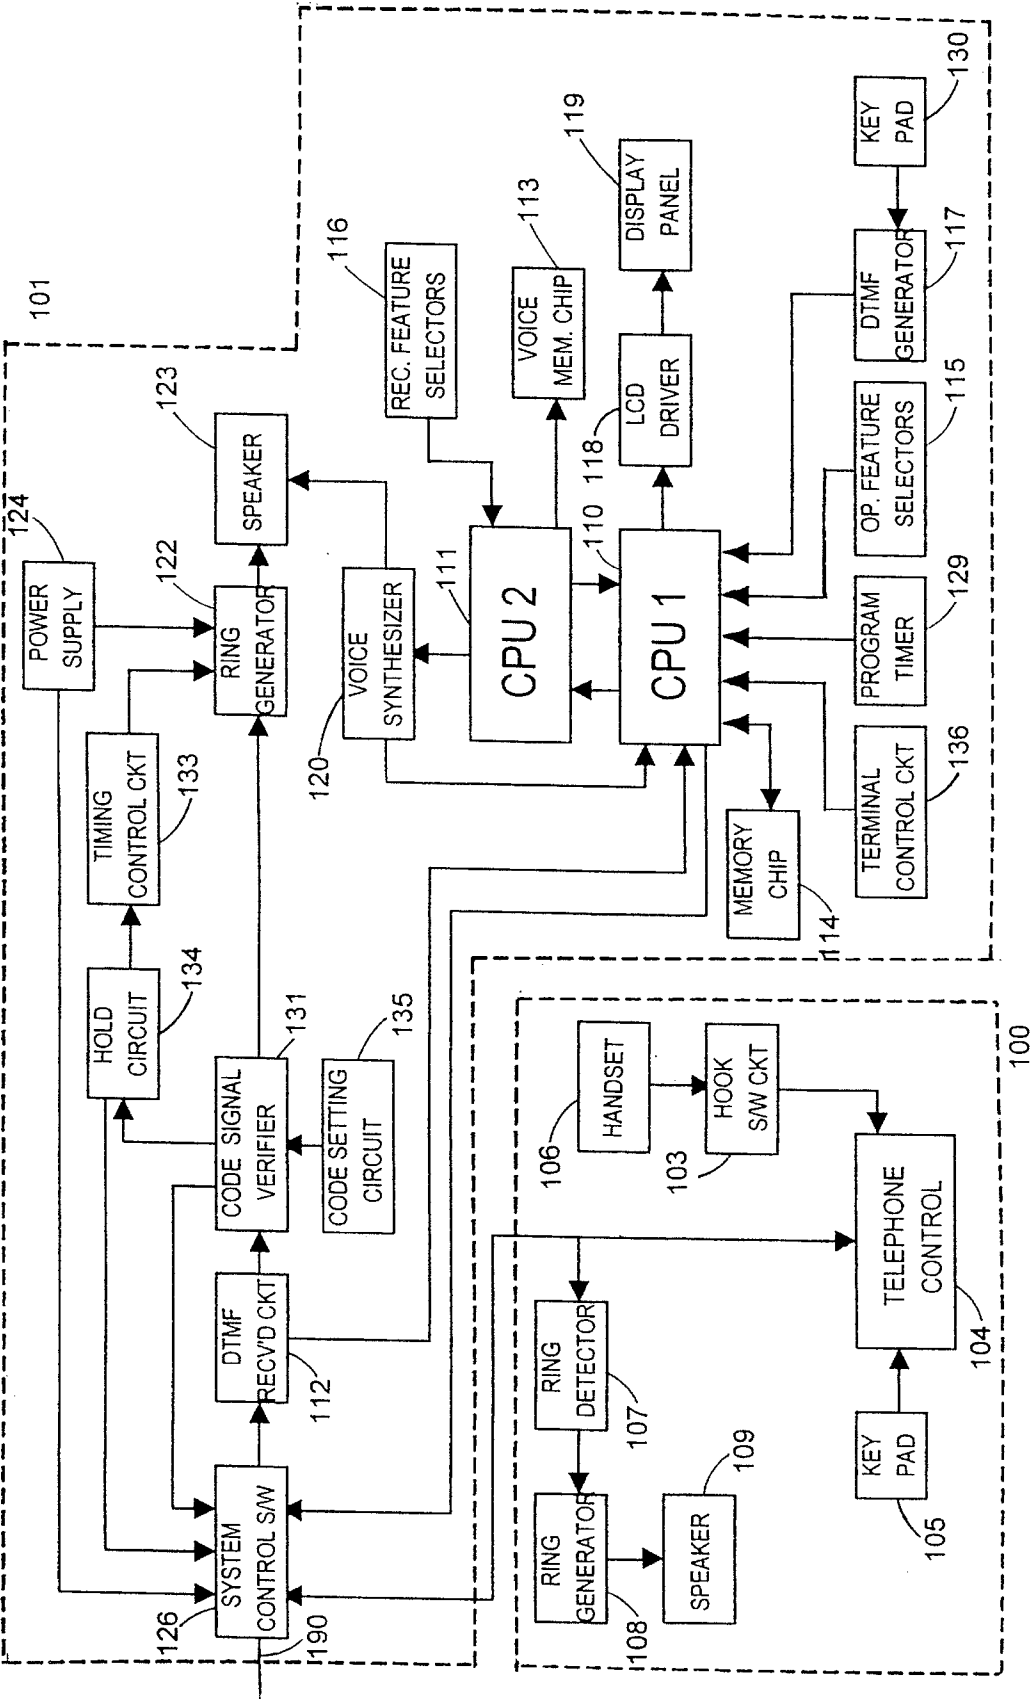 101
124
POWER
SUPPLY
122
RING
GENERATOR
123
SPEAKER
TIMING
CONTROL CKT
133
HOLD
CIRCUIT
134
CODE SIGNAL
VERIFIER
131
CODE SETTING
CIRCUIT
135
DTMF
RECV'D CKT
112
SYSTEM
CONTROL S/W
126
190
VOICE
SYNTHESIZER
120
REC. FEATURE
SELECTORS
116
VOICE
MEM. CHIP
113
CPU 2
111
CPU 1
110
LCD
DRIVER
118
DISPLAY
PANEL
119
KEY
PAD
130
DTMF
GENERATOR
117
OP. FEATURE
SELECTORS
115
PROGRAM
TIMER
129
TERMINAL
CONTROL CKT
136
MEMORY
CHIP
114
100
HANDSET
106
HOOK
S/W CKT
103
TELEPHONE
CONTROL
104
KEY
PAD
105
RING
DETECTOR
107
RING
GENERATOR
108
SPEAKER
109